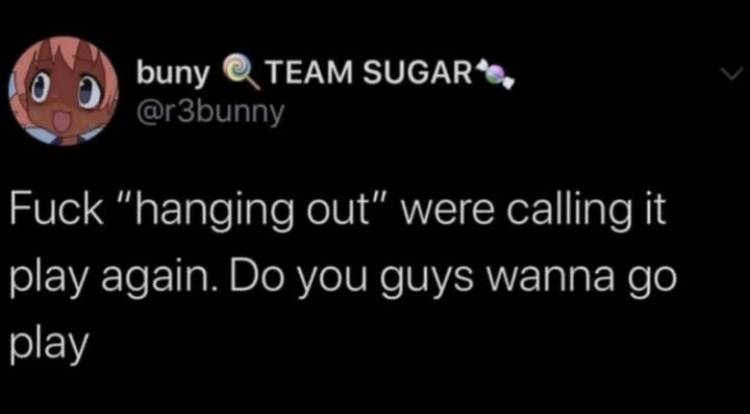 buny 🍭 TEAM SUGAR🍬
@r3bunny
Fuck “hanging out” were calling it
play again. Do you guys wanna go
play